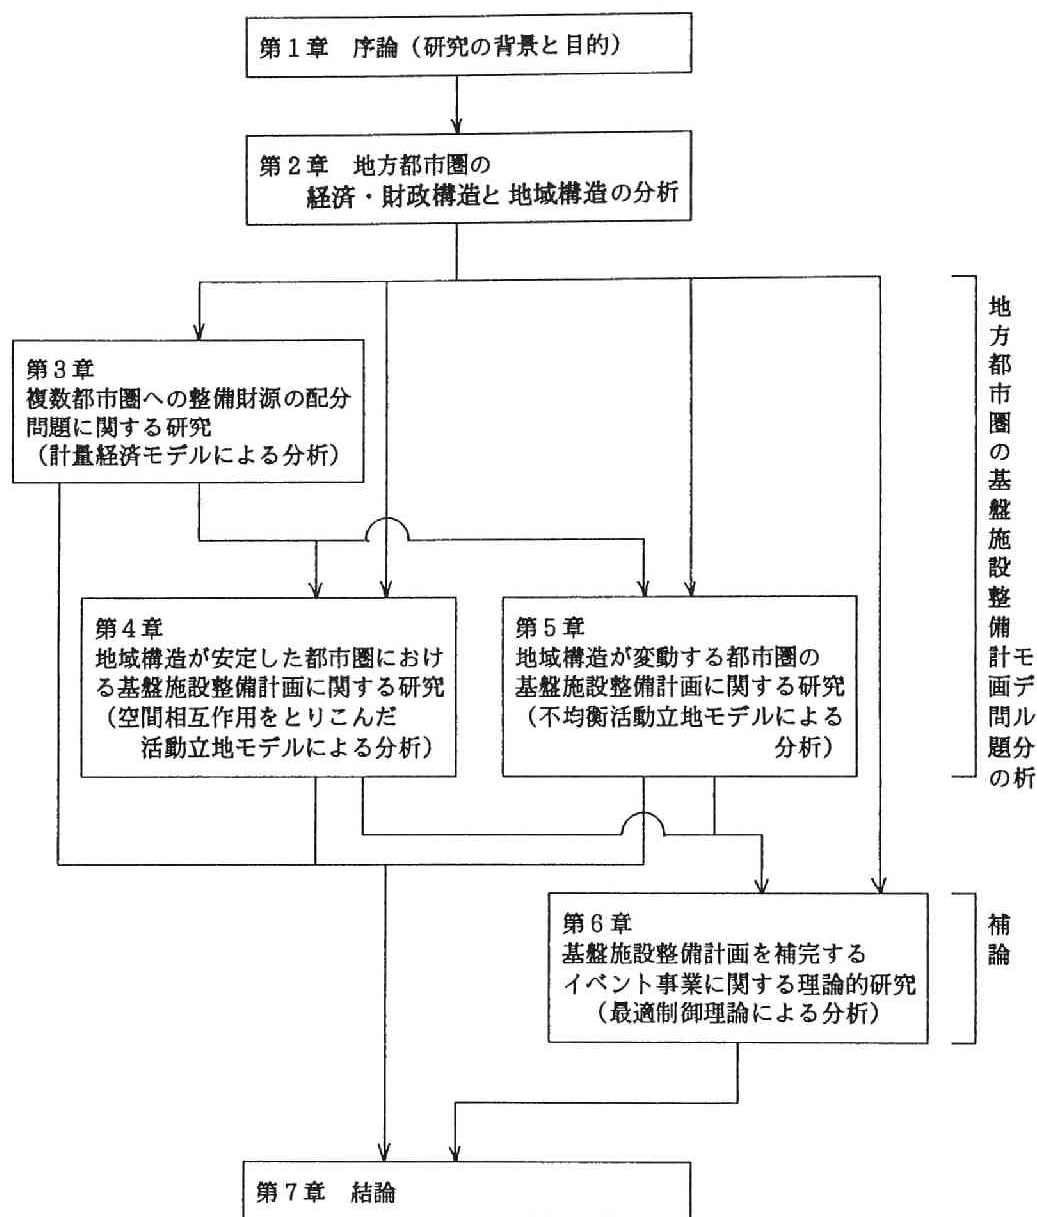 第1章　序論（研究の背景と目的）
第2章　地方都市圏の
経済・財政構造と地域構造の分析
第3章
複数都市圏への整備財源の配分
問題に関する研究
（計量経済モデルによる分析）
第4章
地域構造が安定した都市圏におけ
る基盤施設整備計画に関する研究
（空間相互作用をとりこんだ
活動立地モデルによる分析）
第5章
地域構造が変動する都市圏の
基盤施設整備計画に関する研究
（不均衡活動立地モデルによる
分析）
地方都市圏の基盤施設整備計画問題の
モデル分析
第6章
基盤施設整備計画を補完する
イベント事業に関する理論的研究
（最適制御理論による分析）
補論
第7章　結論